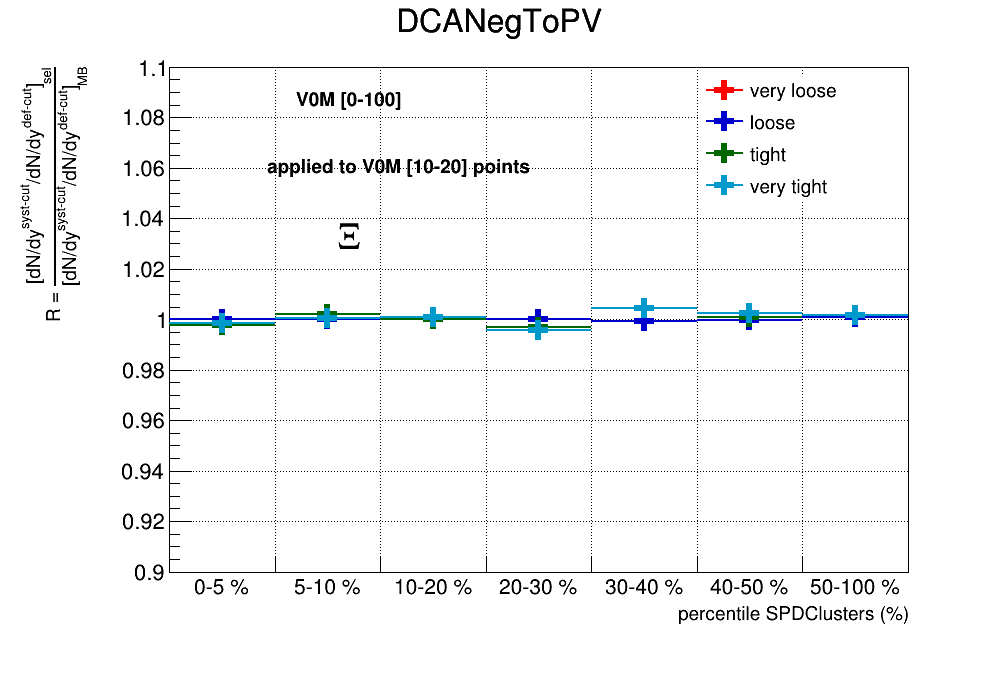 DCANegToPV
R = [dN/dy^syst-cut/dN/dy^def-cut]_sel
[dN/dy^syst-cut/dN/dy^def-cut]_MB
1.1
1.08
1.06
1.04
1.02
1
0.98
0.96
0.94
0.92
0.9
V0M [0-100]
applied to V0M [10-20] points
Ξ
very loose
loose
tight
very tight
0-5 %
5-10 %
10-20 %
20-30 %
30-40 %
40-50 %
50-100 %
percentile SPDClusters (%)